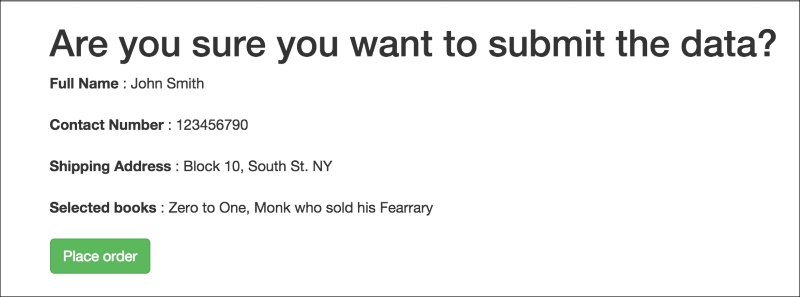 Are you sure you want to submit the data?
Full Name : John Smith
Contact Number : 123456790
Shipping Address : Block 10, South St. NY
Selected books : Zero to One, Monk who sold his Fearrary
Place order